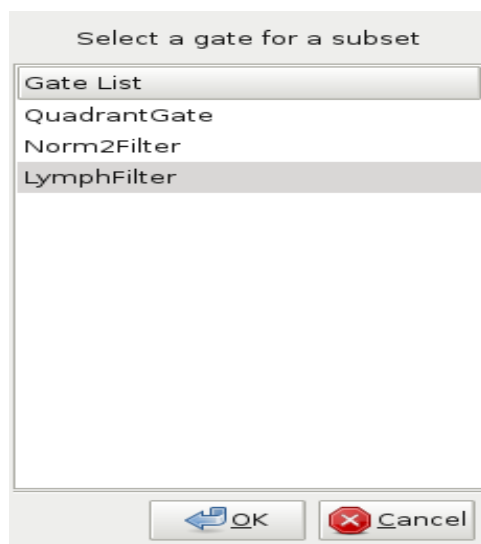 Select a gate for a subset
Gate List
QuadrantGate
Norm2Filter
LymphFilter
OK
Cancel